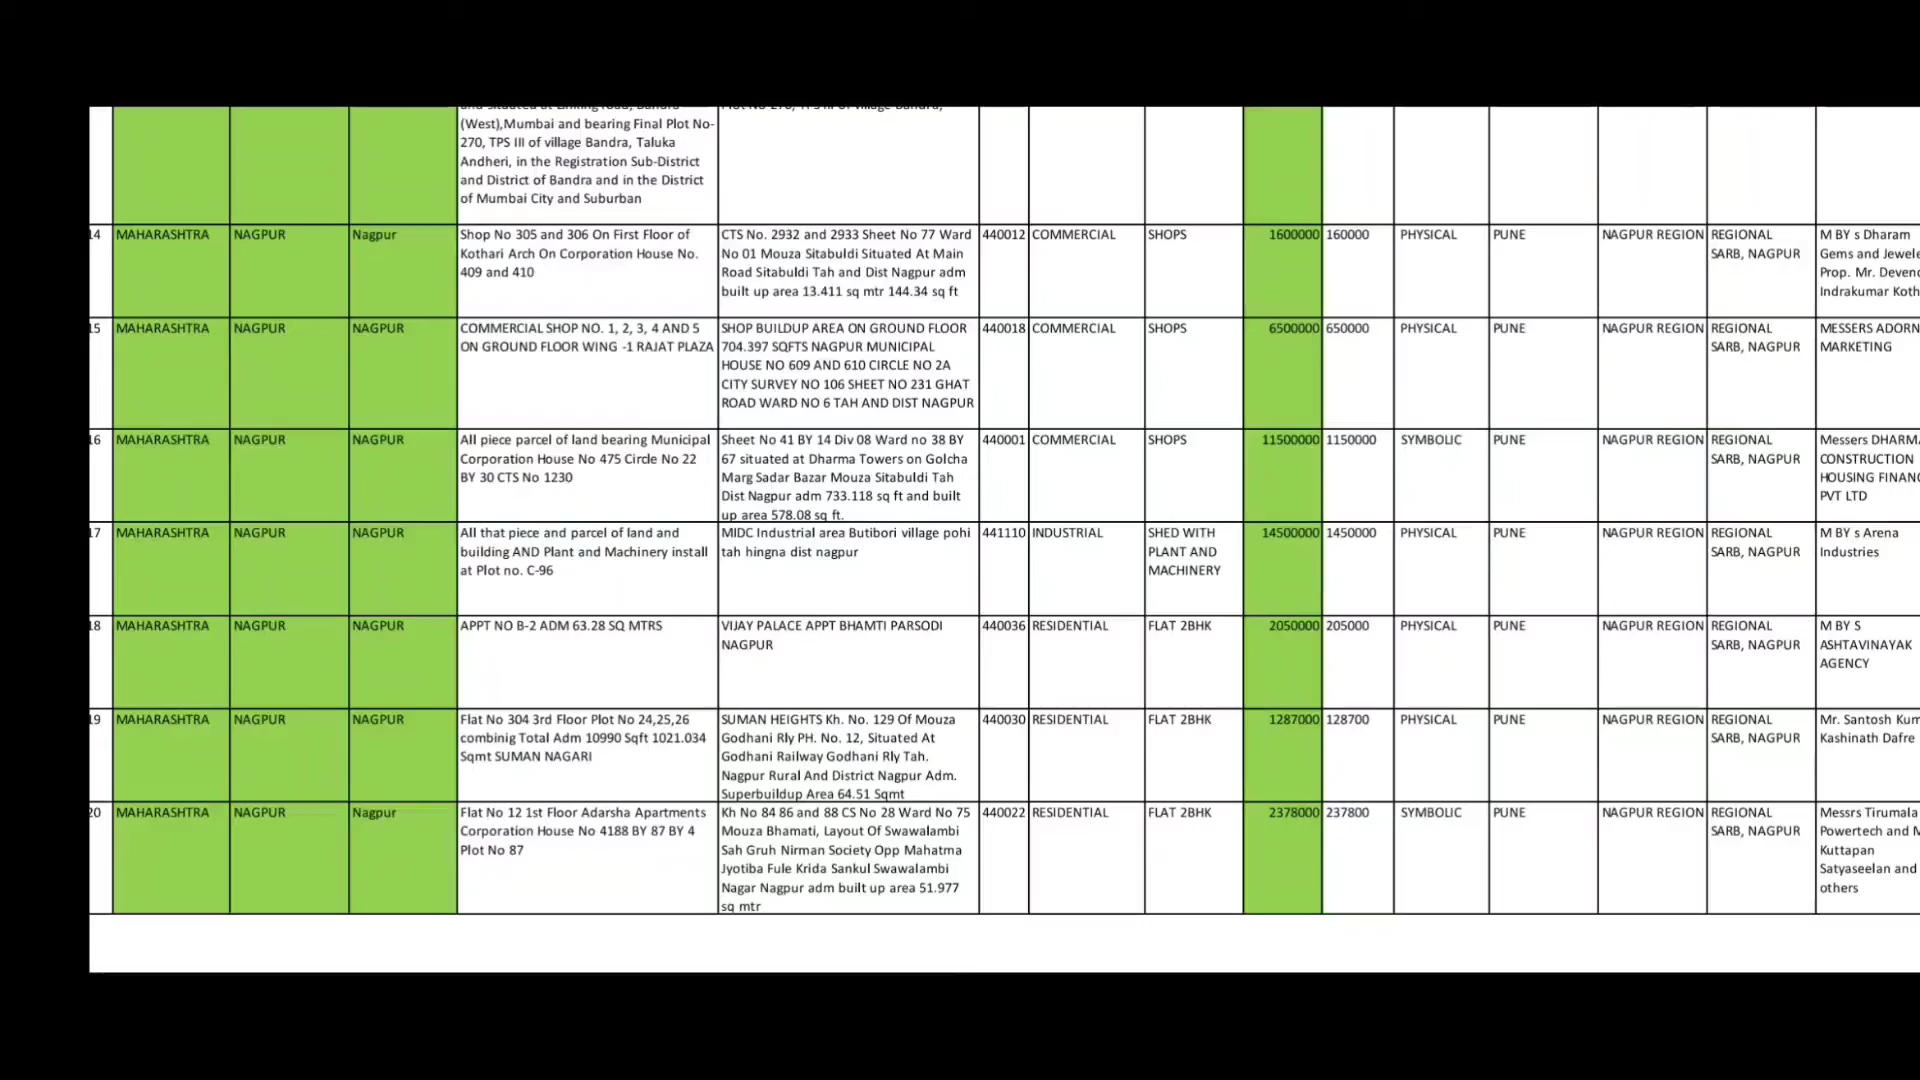 (West),Mumbai and bearing Final Plot No-
270, TPS III of village Bandra, Taluka
Andheri, in the Registration Sub-District
and District of Bandra and in the District
of Mumbai City and Suburban
14 MAHARASHTRA NAGPUR Nagpur Shop No 305 and 306 On First Floor of CTS No. 2932 and 2933 Sheet No 77 Ward 440012 COMMERCIAL SHOPS 1600000 160000 PHYSICAL PUNE NAGPUR REGION REGIONAL M BY s Dharam
Kothari Arch On Corporation House No. No 01 Mouza Sitabuldi Situated At Main SARB, NAGPUR Gems and Jewele
409 and 410 Road Sitabuldi Tah and Dist Nagpur adm Prop. Mr. Devend
built up area 13.411 sq mtr 144.34 sq ft Indrakumar Koth
15 MAHARASHTRA NAGPUR NAGPUR COMMERCIAL SHOP NO. 1, 2, 3, 4 AND 5 SHOP BUILDUP AREA ON GROUND FLOOR 440018 COMMERCIAL SHOPS 6500000 650000 PHYSICAL PUNE NAGPUR REGION REGIONAL MESSERS ADORN
ON GROUND FLOOR WING -1 RAJAT PLAZA 704.397 SQFTS NAGPUR MUNICIPAL SARB, NAGPUR MARKETING
HOUSE NO 609 AND 610 CIRCLE NO 2A
CITY SURVEY NO 106 SHEET NO 231 GHAT
ROAD WARD NO 6 TAH AND DIST NAGPUR
16 MAHARASHTRA NAGPUR NAGPUR All piece parcel of land bearing Municipal Sheet No 41 BY 14 Div 08 Ward no 38 BY 440001 COMMERCIAL SHOPS 11500000 1150000 SYMBOLIC PUNE NAGPUR REGION REGIONAL Messers DHARMA
Corporation House No 475 Circle No 22 67 situated at Dharma Towers on Golcha SARB, NAGPUR CONSTRUCTION
BY 30 CTS No 1230 Marg Sadar Bazar Mouza Sitabuldi Tah HOUSING FINANC
Dist Nagpur adm 733.118 sq ft and built PVT LTD
up area 578.08 sq ft.
17 MAHARASHTRA NAGPUR NAGPUR All that piece and parcel of land and MIDC Industrial area Butibori village pohi 441110 INDUSTRIAL SHED WITH 14500000 1450000 PHYSICAL PUNE NAGPUR REGION REGIONAL M BY s Arena
building AND Plant and Machinery install tah hingna dist nagpur PLANT AND SARB, NAGPUR Industries
at Plot no. C-96 MACHINERY
18 MAHARASHTRA NAGPUR NAGPUR APPT NO B-2 ADM 63.28 SQ MTRS VIJAY PALACE APPT BHAMTI PARSODI 440036 RESIDENTIAL FLAT 2BHK 2050000 205000 PHYSICAL PUNE NAGPUR REGION REGIONAL M BY S
NAGPUR SARB, NAGPUR ASHTAVINAYAK
AGENCY
19 MAHARASHTRA NAGPUR NAGPUR Flat No 304 3rd Floor Plot No 24,25,26 SUMAN HEIGHTS Kh. No. 129 Of Mouza 440030 RESIDENTIAL FLAT 2BHK 1287000 128700 PHYSICAL PUNE NAGPUR REGION REGIONAL Mr. Santosh Kum
combinig Total Adm 10990 Sqft 1021.034 Godhani Rly PH. No. 12, Situated At SARB, NAGPUR Kashinath Dafre
Sqmt SUMAN NAGARI Godhani Railway Godhani Rly Tah.
Nagpur Rural And District Nagpur Adm.
Superbuildup Area 64.51 Sqmt
20 MAHARASHTRA NAGPUR Nagpur Flat No 12 1st Floor Adarsha Apartments Kh No 84 86 and 88 CS No 28 Ward No 75 440022 RESIDENTIAL FLAT 2BHK 2378000 237800 SYMBOLIC PUNE NAGPUR REGION REGIONAL Messrs Tirumala
Corporation House No 4188 BY 87 BY 4 Mouza Bhamati, Layout Of Swawalambi SARB, NAGPUR Powertech and M
Plot No 87 Sah Gruh Nirman Society Opp Mahatma Kuttapan
Jyotiba Fule Krida Sankul Swawalambi Satyaseelan and
Nagar Nagpur adm built up area 51.977 others
sq mtr